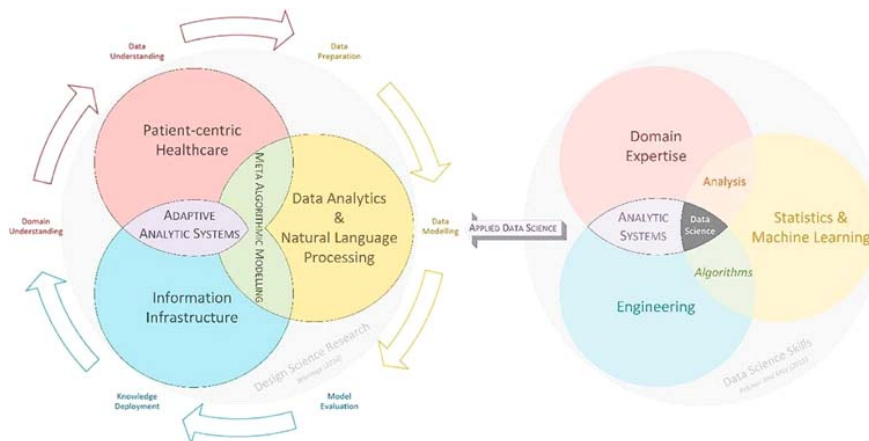 Data
Understanding
Data
Preparation
Patient-centric
Healthcare
META ALGORITHMIC MODELLING
Domain
Understanding
ADAPTIVE
ANALYTIC SYSTEMS
Data Analytics
&
Natural Language
Processing
Data
Modelling
Information
Infrastructure
Design Science Research
Knowledge
Deployment
Model
Evaluation
APPLIED DATA SCIENCE
Domain
Expertise
Analysis
ANALYTIC
SYSTEMS
Data
Science
Statistics &
Machine Learning
Algorithms
Engineering
Data Science Skills